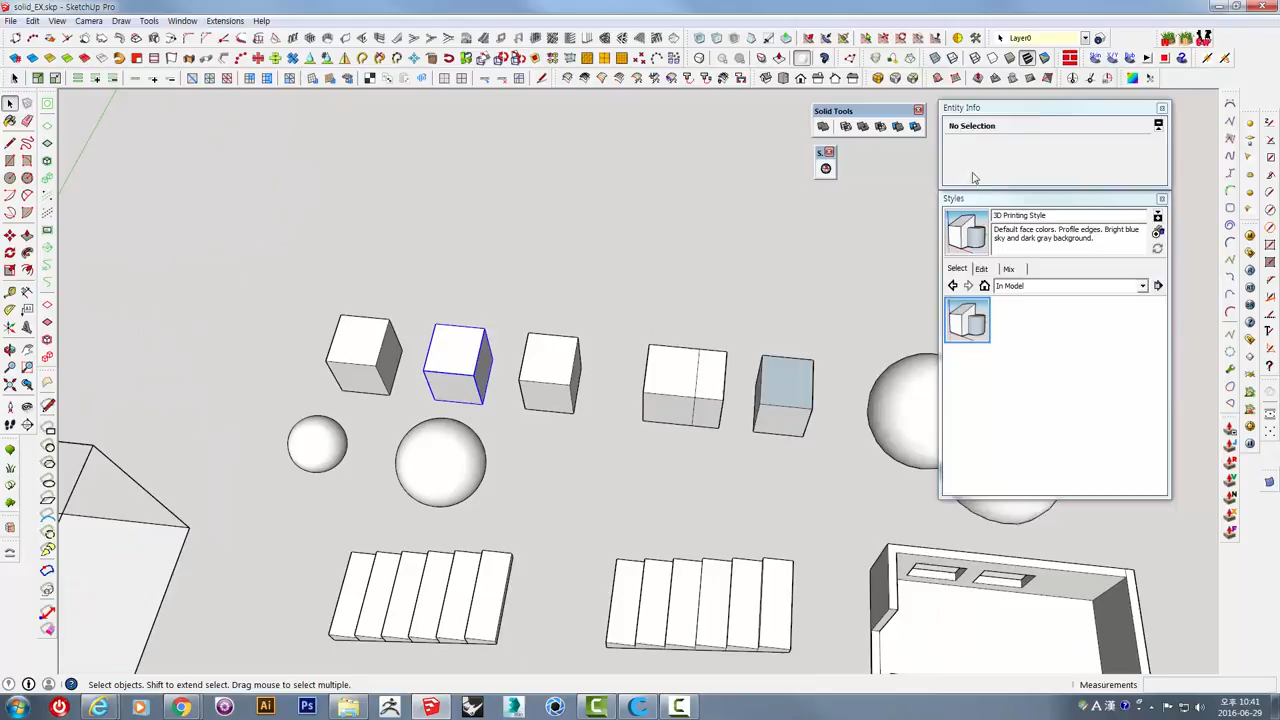 solid_EX.skp - SketchUp Pro
File Edit View Camera Draw Tools Window Extensions Help
Layer0
Solid Tools
S..
Entity Info
No Selection
Styles
3D Printing Style
Default face colors. Profile edges. Bright blue
sky and dark gray background.
Select Edit Mix
In Model
Select objects. Shift to extend select. Drag mouse to select multiple.
Measurements
Ai
Ps
A 漢
오후 10:41
2016-06-29